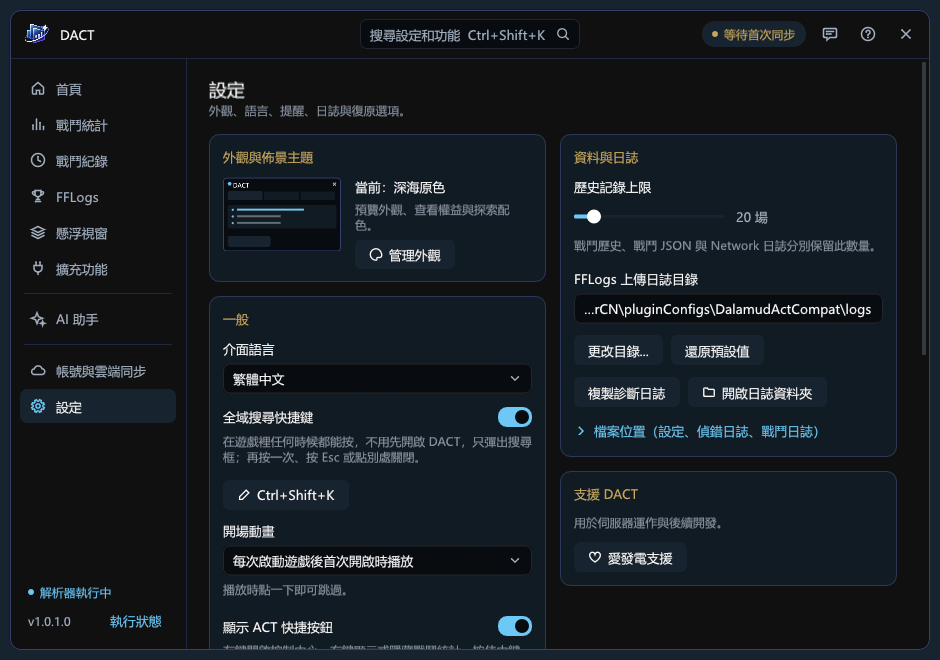 DACT
搜尋設定和功能 Ctrl+Shift+K
等待首次同步
首頁
戰鬥統計
戰鬥紀錄
FFLogs
懸浮視窗
擴充功能
AI 助手
帳號與雲端同步
設定
解析器執行中
v1.0.1.0 執行狀態
設定
外觀、語言、提醒、日誌與復原選項。
外觀與佈景主題
DACT
當前：深海原色
預覽外觀、查看權益與探索配
色。
管理外觀
一般
介面語言
繁體中文
全域搜尋快捷鍵
在遊戲裡任何時候都能按，不用先開啟 DACT，只彈出搜尋
框；再按一次、按 Esc 或點別處關閉。
Ctrl+Shift+K
開場動畫
每次啟動遊戲後首次開啟時播放
播放時點一下即可跳過。
顯示 ACT 快捷按鈕
資料與日誌
歷史記錄上限
20 場
戰鬥歷史、戰鬥 JSON 與 Network 日誌分別保留此數量。
FFLogs 上傳日誌目錄
...rCN\pluginConfigs\DalamudActCompat\logs
更改目錄... 還原預設值
複製診斷日誌 開啟日誌資料夾
檔案位置（設定、偵錯日誌、戰鬥日誌）
支援 DACT
用於伺服器運作與後續開發。
愛發電支援